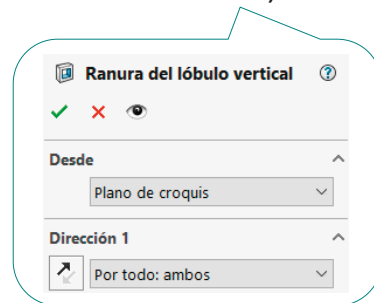 Ranura del lóbulo vertical
Desde
Plano de croquis
Dirección 1
Por todo: ambos